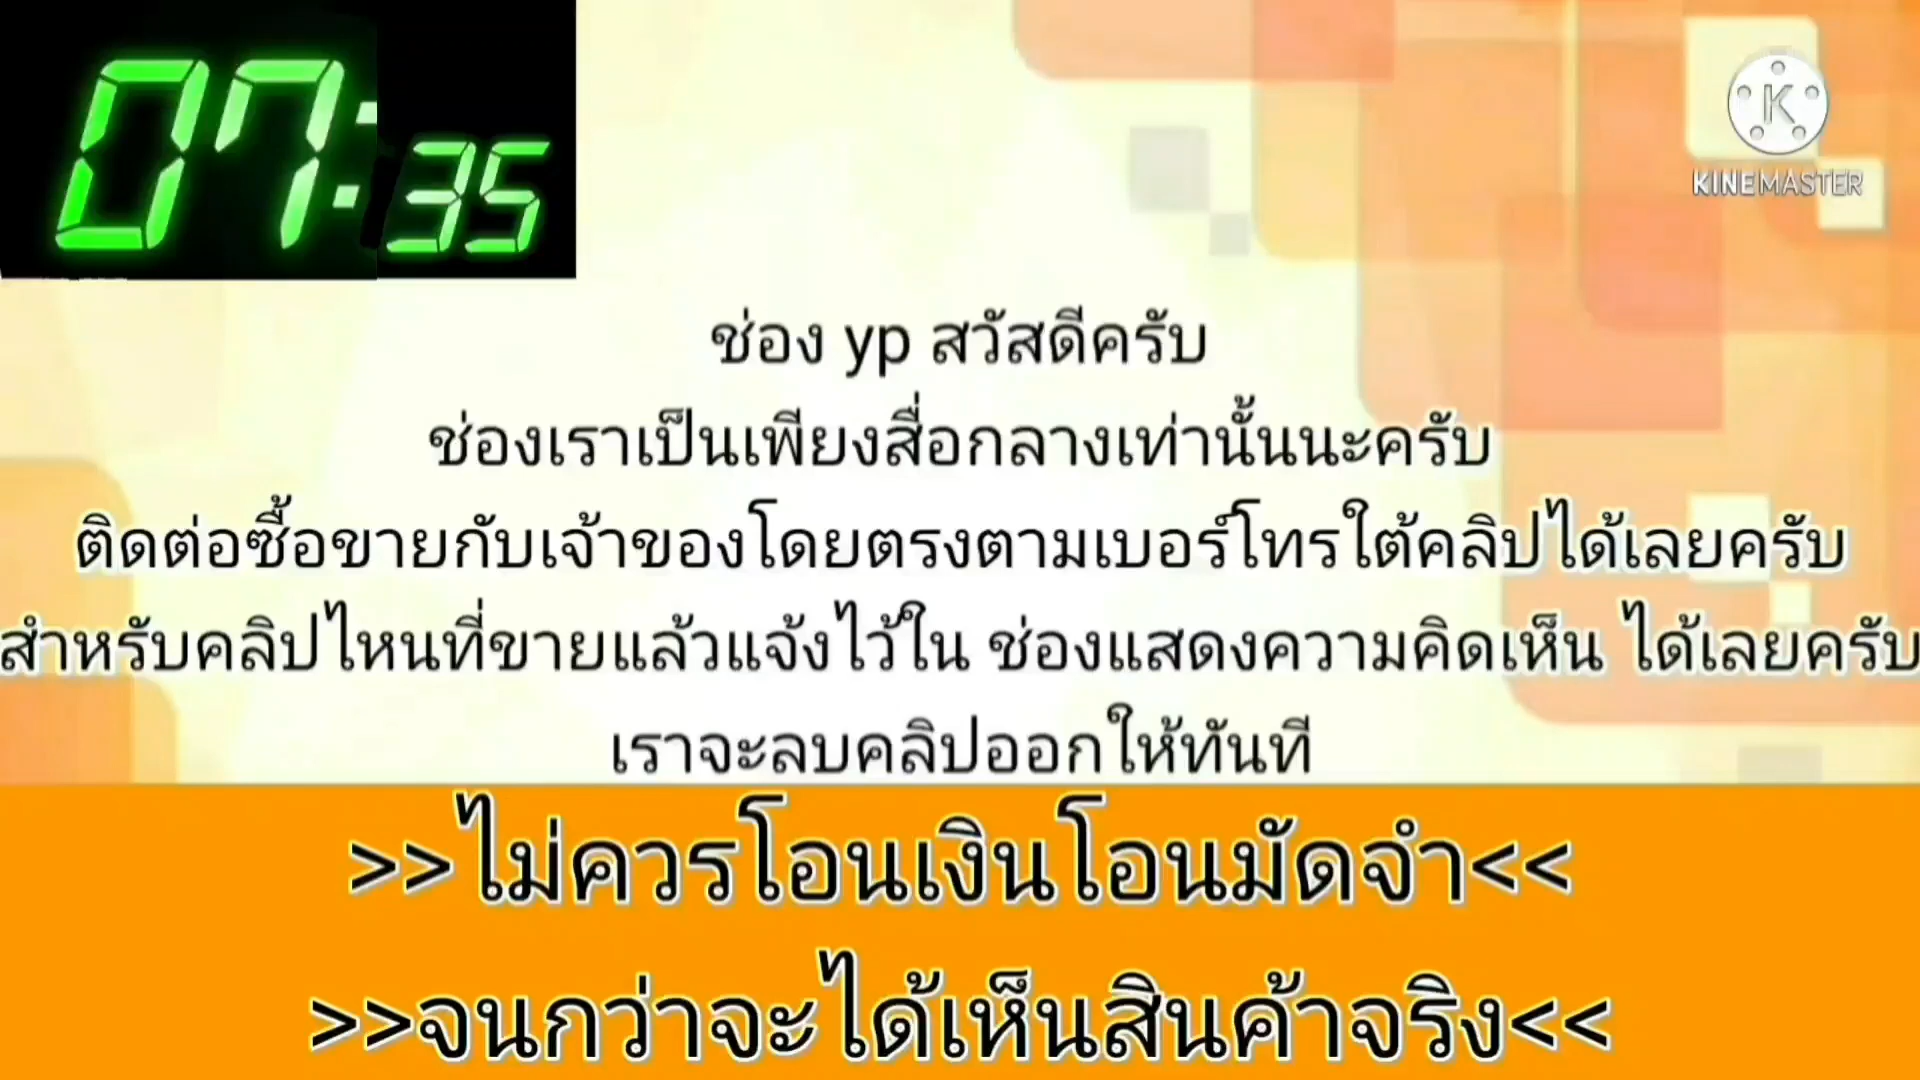 07:35
KINEMASTER
ช่อง yp สวัสดีครับ
ช่องเราเป็นเพียงสื่อกลางเท่านั้นนะครับ
ติดต่อซื้อขายกับเจ้าของโดยตรงตามเบอร์โทรใต้คลิปได้เลยครับ
สำหรับคลิปไหนที่ขายแล้วแจ้งไว้ใน ช่องแสดงความคิดเห็น ได้เลยครับ
เราจะลบคลิปออกให้ทันที
>>ไม่ควรโอนเงินโอนมัดจำ<<
>>จนกว่าจะได้เห็นสินค้าจริง<<